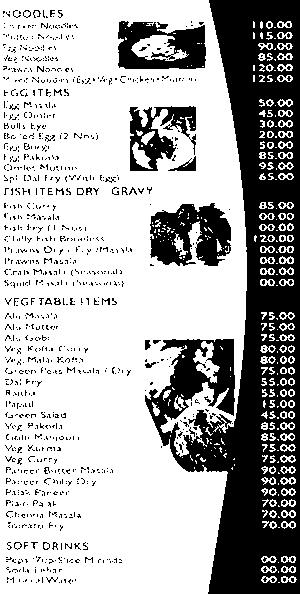 NOODLES
Chicken Noodles 110.00
Mutton Noodles 115.00
Egg Noodles 90.00
Veg Noodles 85.00
Prawns Noodles 120.00
Mixed Noodles (Egg+Veg+Chicken+Mutton) 125.00
EGG ITEMS
Egg Masala 50.00
Egg Omlet 45.00
Bulls Eye 30.00
Boiled Egg (2 Nos) 20.00
Egg Burgi 50.00
Egg Pakoda 85.00
Omlet Mutton 95.00
Spl. Dal Fry (With Egg) 65.00
FISH ITEMS DRY GRAVY
Fish Curry 85.00
Fish Masala 00.00
Fish Fry (1 Nos) 00.00
Chilly Fish Boneless 120.00
Prawns Dry / Fry / Masala 00.00
Prawns Masala 00.00
Crab Masala (Seasonal) 00.00
Squid Masala (Seasonas) 00.00
VEGETABLE ITEMS
Alu Masala 75.00
Alu Mutter 75.00
Alu Gobi 75.00
Veg. Kofta Curry 80.00
Veg. Malai Kofta 80.00
Green Peas Masala / Dry 75.00
Dal Fry 55.00
Raitha 55.00
Papad 15.00
Green Salad 45.00
Veg. Pakoda 85.00
Gobi Manjouri 85.00
Veg. Kurma 75.00
Veg. Curry 75.00
Paneer Butter Masala 90.00
Paneer Chilly Dry 90.00
Palak Paneer 90.00
Plain Palak 70.00
Channa Masala 70.00
Tomato Fry 70.00
SOFT DRINKS
Pepsi 7up Slice Mirinda 00.00
Soda 00.00
Mineral Water 00.00